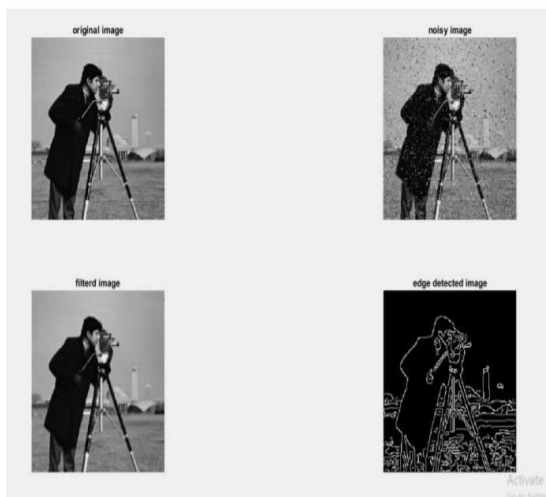 original image
noisy image
filterd image
edge detected image
Activate